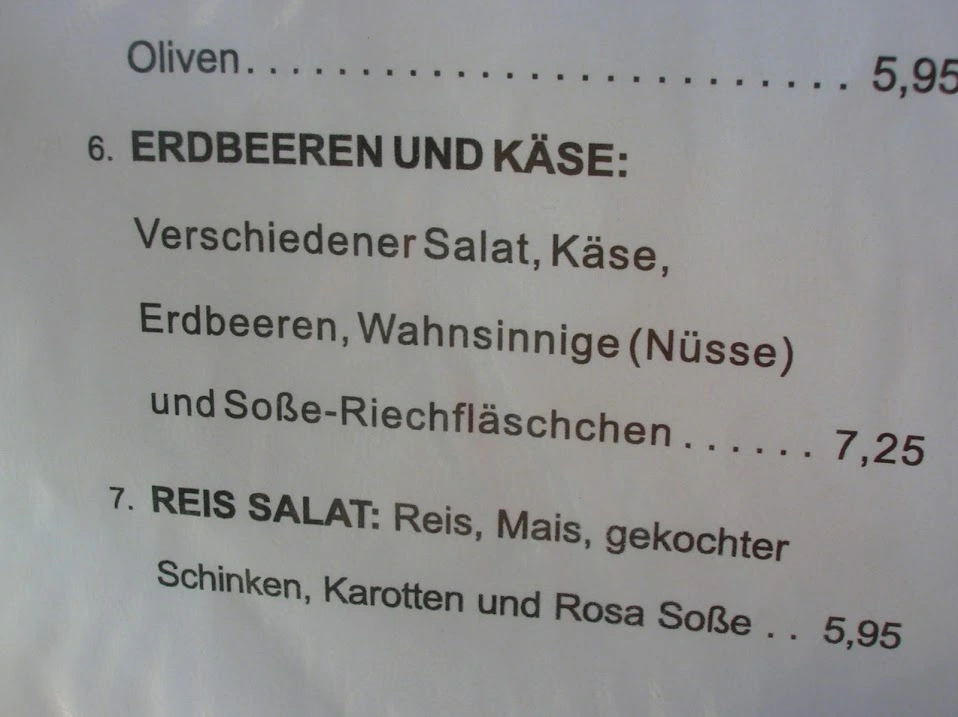 Oliven......................... 5,95
6. ERDBEEREN UND KÄSE:
Verschiedener Salat, Käse,
Erdbeeren, Wahnsinnige (Nüsse)
und Soße-Riechfläschchen...... 7,25
7. REIS SALAT: Reis, Mais, gekochter
Schinken, Karotten und Rosa Soße .. 5,95